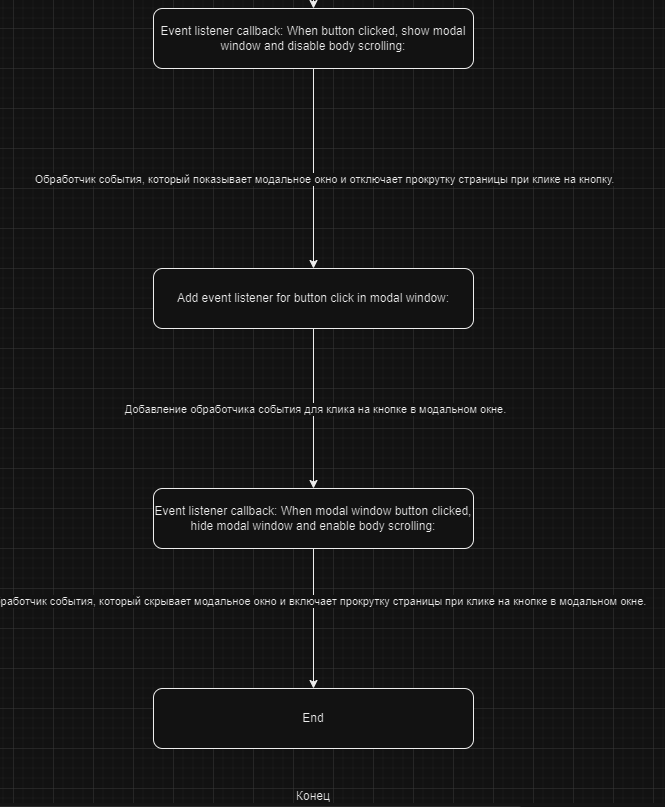 Event listener callback: When button clicked, show modal
window and disable body scrolling:
Обработчик события, который показывает модальное окно и отключает прокрутку страницы при клике на кнопку.
Add event listener for button click in modal window:
Добавление обработчика события для клика на кнопке в модальном окне.
Event listener callback: When modal window button clicked,
hide modal window and enable body scrolling:
работчик события, который скрывает модальное окно и включает прокрутку страницы при клике на кнопке в модальном окне.
End
Конец